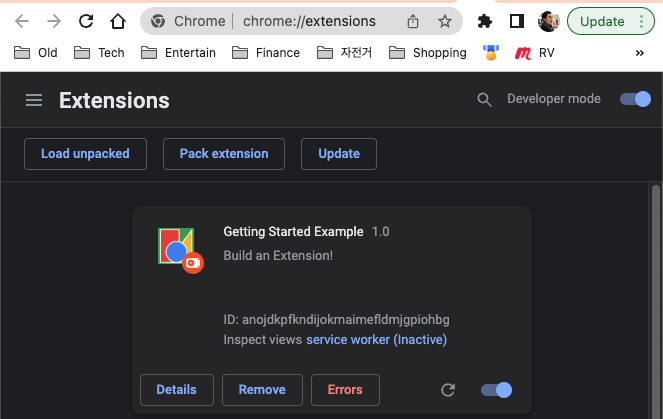 Chrome chrome://extensions Update
Old Tech Entertain Finance 자전거 Shopping RV »
Extensions Developer mode
Load unpacked Pack extension Update
Getting Started Example 1.0
Build an Extension!
ID: anojdkpfkndijokmaimefldmjgpiohbg
Inspect views service worker (Inactive)
Details Remove Errors